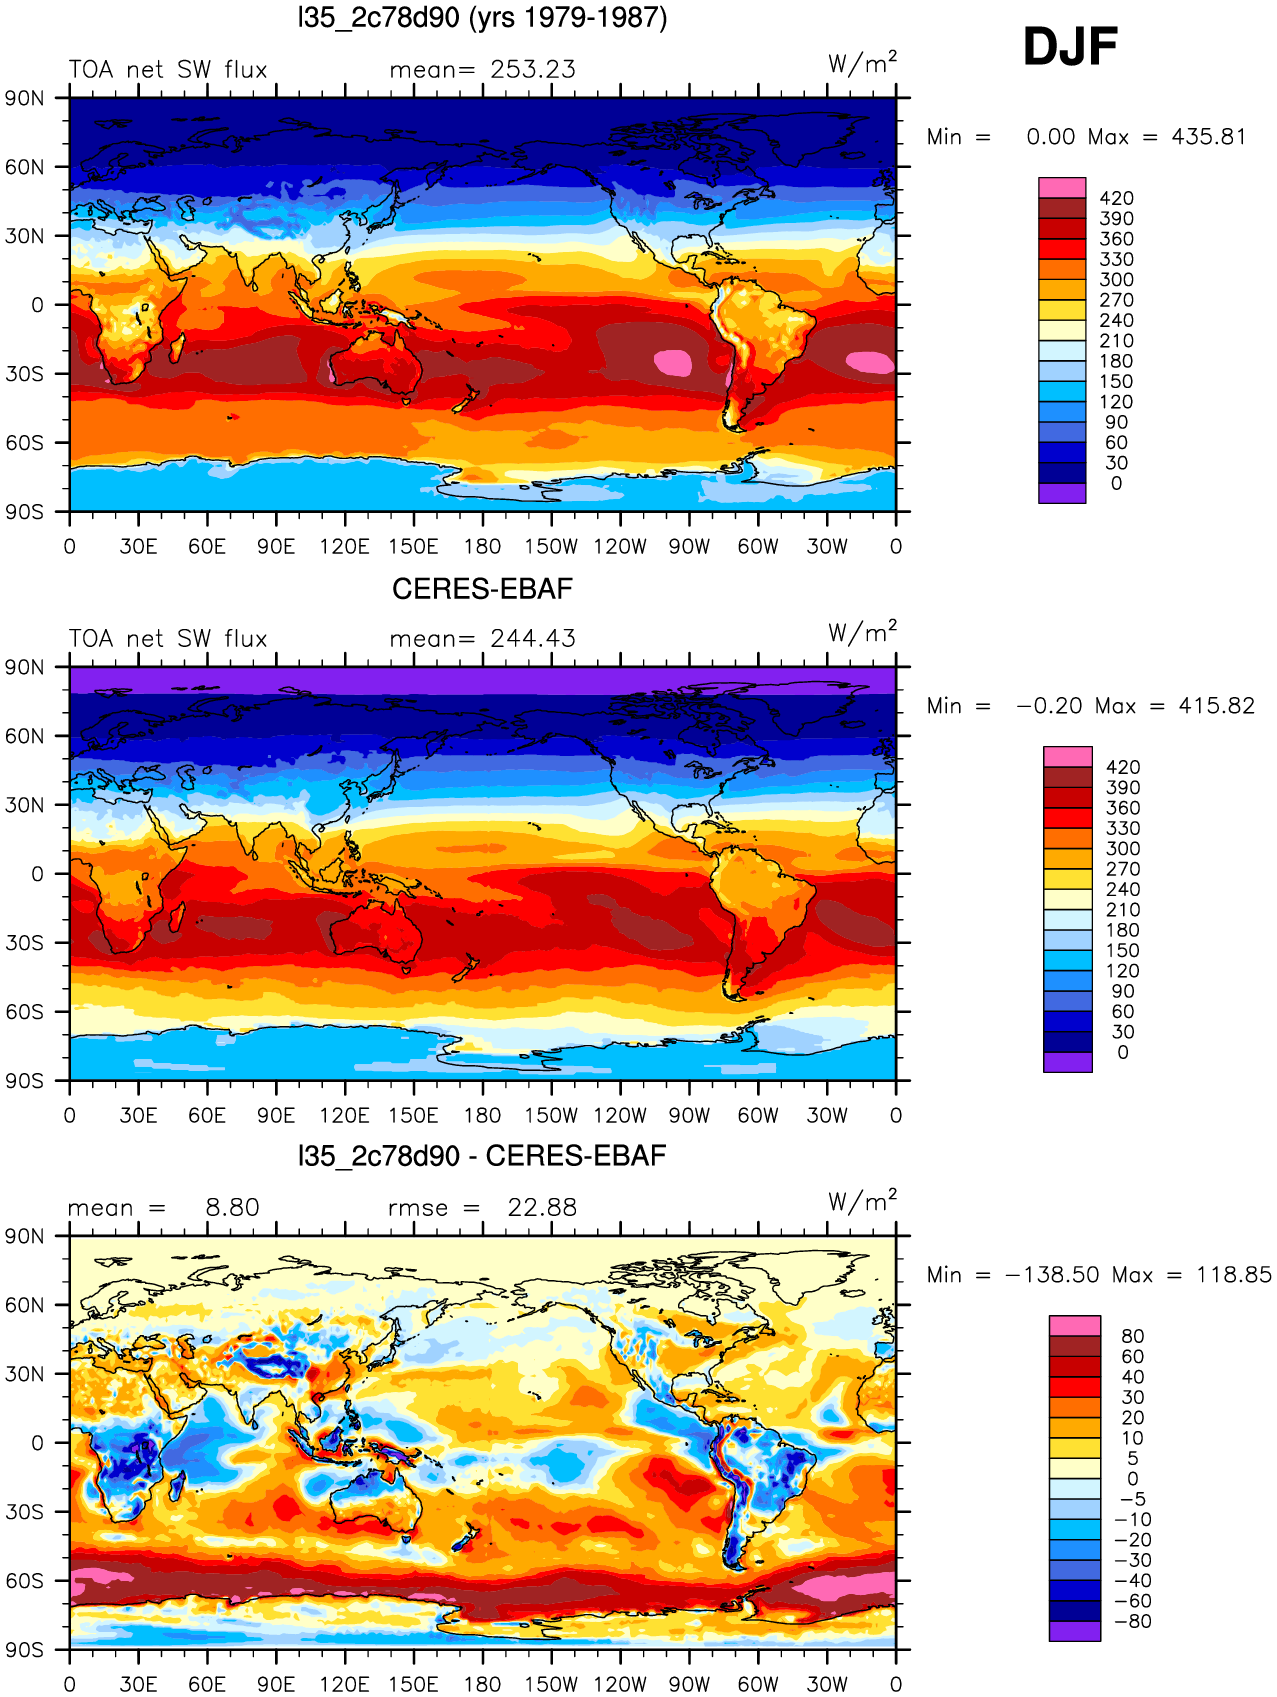 l35_2c78d90 (yrs 1979-1987)
DJF
TOA net SW flux mean= 253.23 W/m²
Min = 0.00 Max = 435.81
90N
60N
30N
0
30S
60S
90S
0 30E 60E 90E 120E 150E 180 150W 120W 90W 60W 30W 0
420
390
360
330
300
270
240
210
180
150
120
90
60
30
0
CERES-EBAF
TOA net SW flux mean= 244.43 W/m²
Min = −0.20 Max = 415.82
90N
60N
30N
0
30S
60S
90S
0 30E 60E 90E 120E 150E 180 150W 120W 90W 60W 30W 0
420
390
360
330
300
270
240
210
180
150
120
90
60
30
0
l35_2c78d90 - CERES-EBAF
mean = 8.80 rmse = 22.88 W/m²
Min = −138.50 Max = 118.85
90N
60N
30N
0
30S
60S
90S
0 30E 60E 90E 120E 150E 180 150W 120W 90W 60W 30W 0
80
60
40
30
20
10
5
0
−5
−10
−20
−30
−40
−60
−80